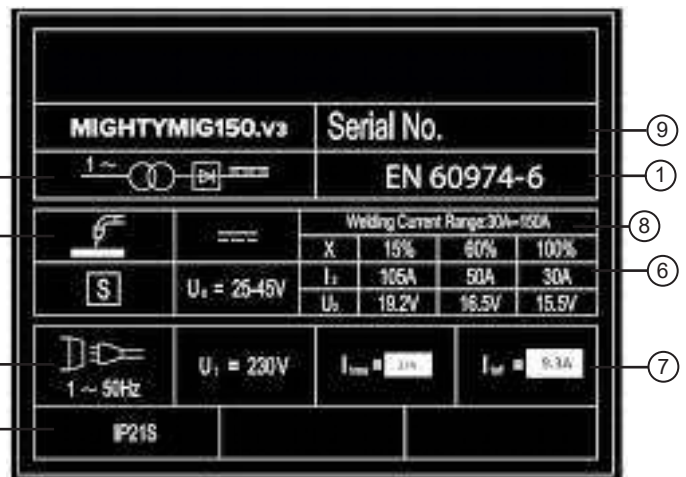 MIGHTYMIG150.V3 Serial No. 9
1~ EN 60974-6 1
Welding Current Range:30A~150A 8
X 15% 60% 100%
S U₀ = 25-45V I₂ 105A 50A 30A 6
U₂ 19.2V 16.5V 15.5V
1 ~ 50Hz U₁ = 230V I = I = 9.3A 7
IP21S